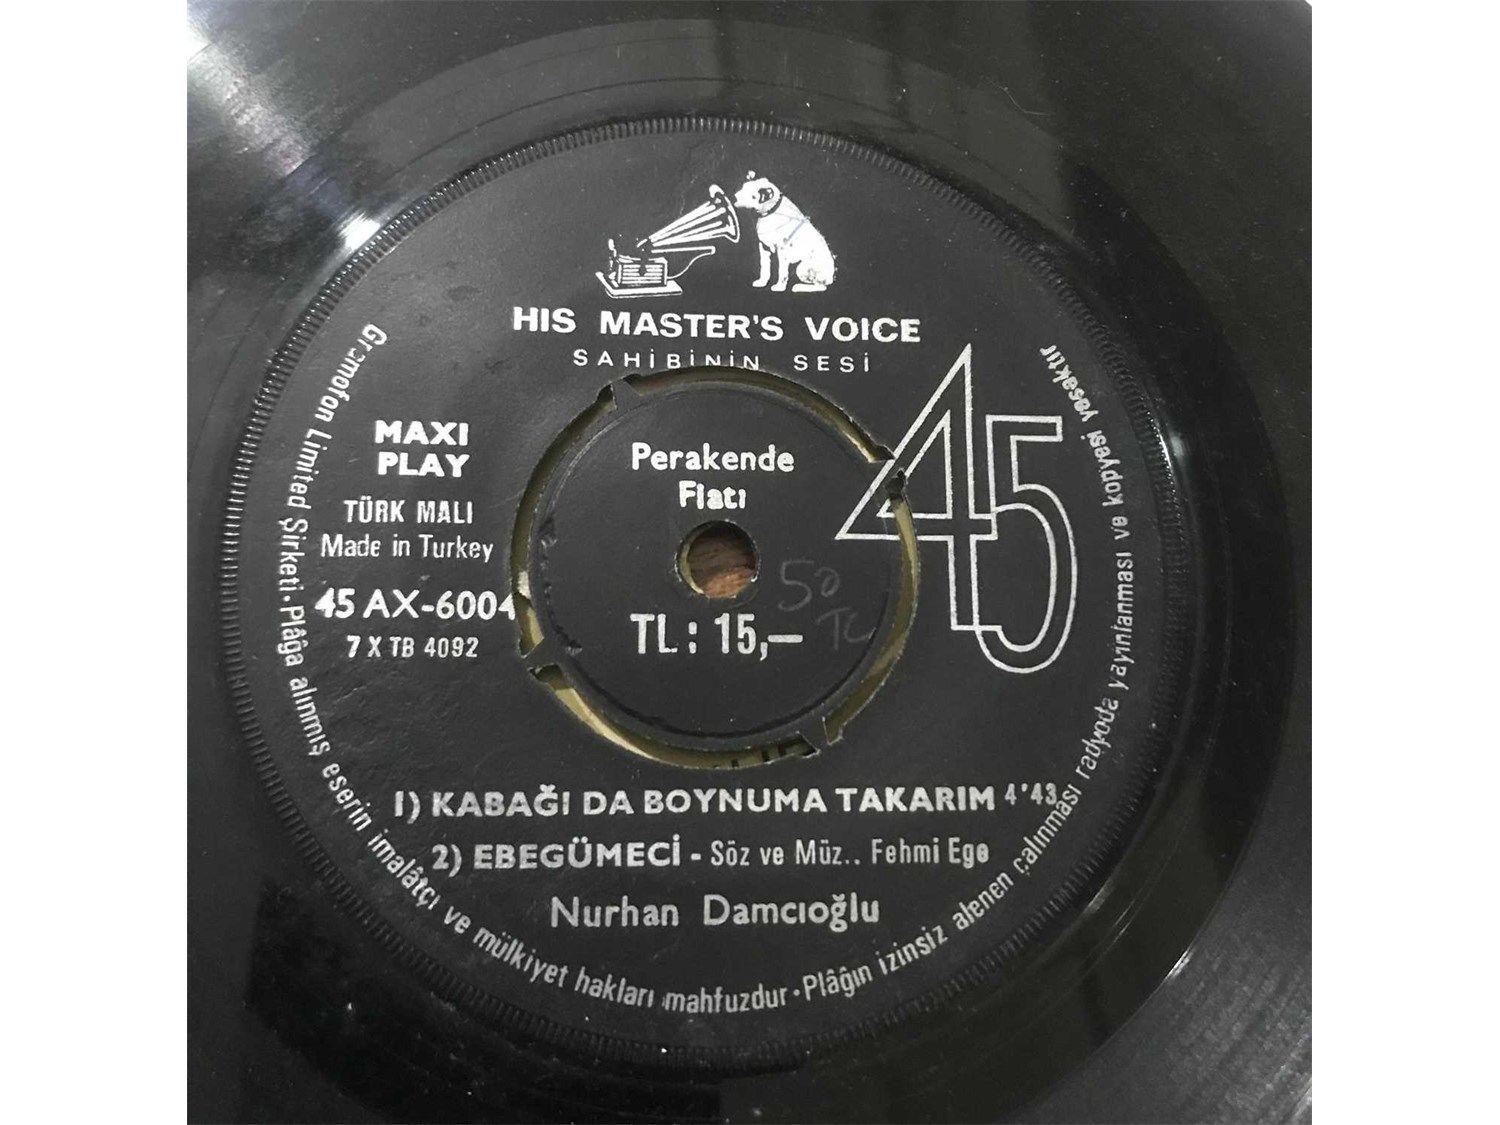 HIS MASTER'S VOICE
SAHİBİNİN SESİ
MAXI
PLAY
TÜRK MALI
Made in Turkey
45 AX-6004
7 X TB 4092
Perakende
Fiatı
TL: 15,—
50
TL
45
1) KABAĞI DA BOYNUMA TAKARIM 4'43
2) EBEGÜMECİ - Söz ve Müz.. Fehmi Ege
Nurhan Damcıoğlu
Gramofon Limited Şirketi·Plâğa alınmış eserin imalâtçı ve mülkiyet hakları mahfuzdur·Plâğın izinsiz alenen çalınması radyoda yayınlanması ve kopyesi yasaktır